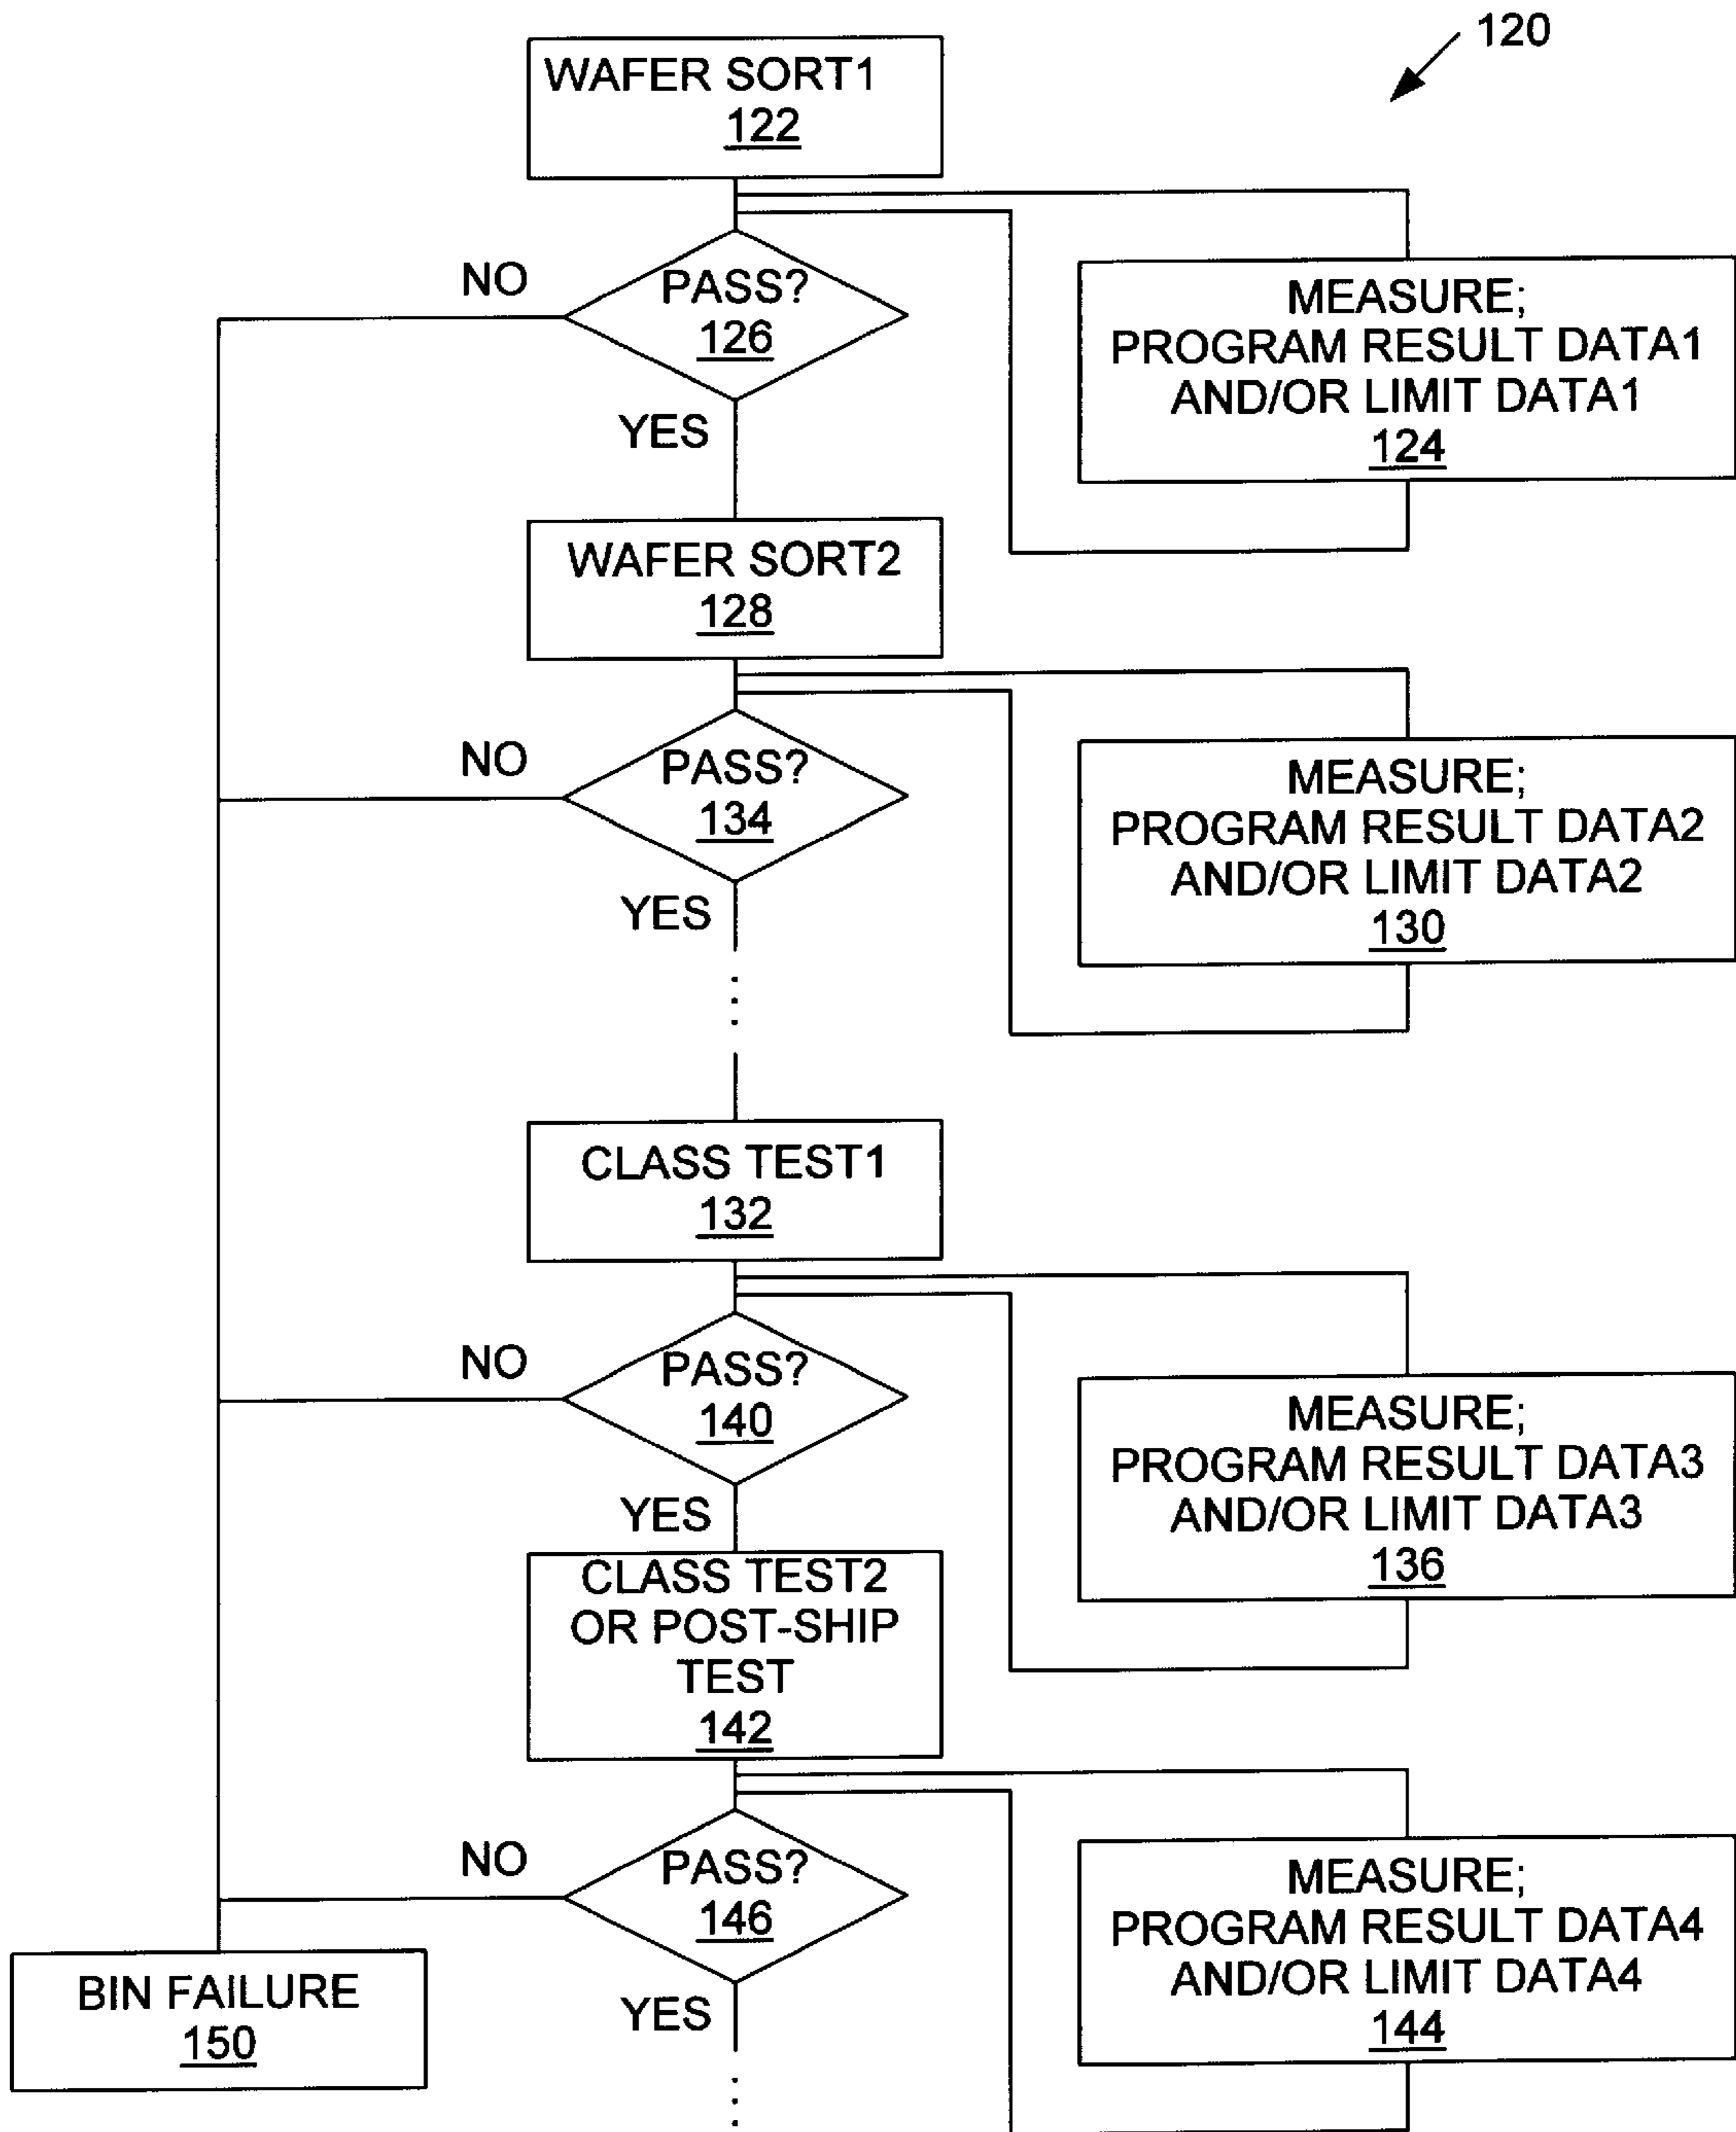 120
WAFER SORT1
122
NO
PASS?
126
YES
MEASURE;
PROGRAM RESULT DATA1
AND/OR LIMIT DATA1
124
WAFER SORT2
128
NO
PASS?
134
YES
MEASURE;
PROGRAM RESULT DATA2
AND/OR LIMIT DATA2
130
CLASS TEST1
132
NO
PASS?
140
YES
MEASURE;
PROGRAM RESULT DATA3
AND/OR LIMIT DATA3
136
CLASS TEST2
OR POST-SHIP
TEST
142
NO
PASS?
146
YES
MEASURE;
PROGRAM RESULT DATA4
AND/OR LIMIT DATA4
144
BIN FAILURE
150